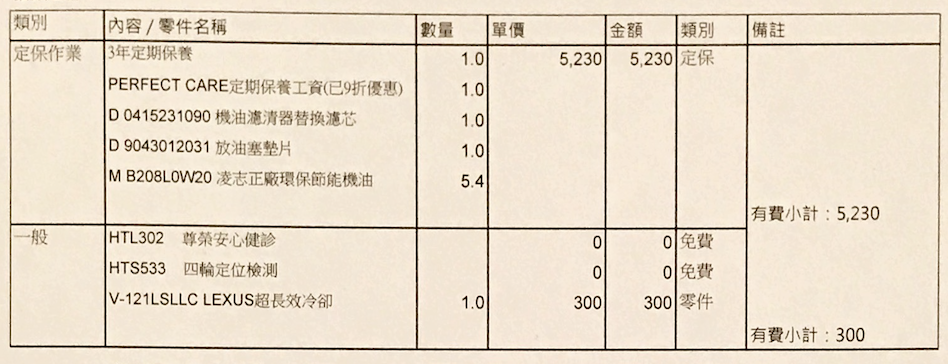 類別 內容/零件名稱 數量 單價 金額 類別 備註
定保作業 3年定期保養 1.0 5,230 5,230 定保
PERFECT CARE定期保養工資(已9折優惠) 1.0
D 0415231090 機油濾清器替換濾芯 1.0
D 9043012031 放油塞墊片 1.0
M B208L0W20 凌志正廠環保節能機油 5.4
有費小計:5,230
一般 HTL302 尊榮安心健診 0 0 免費
HTS533 四輪定位檢測 0 0 免費
V-121LSLLC LEXUS超長效冷卻 1.0 300 300 零件
有費小計:300